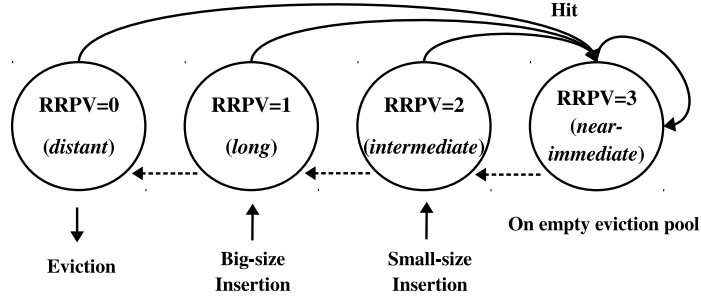 Hit
RRPV=0
(distant)
RRPV=1
(long)
RRPV=2
(intermediate)
RRPV=3
(near-
immediate)
On empty eviction pool
Eviction
Big-size
Insertion
Small-size
Insertion